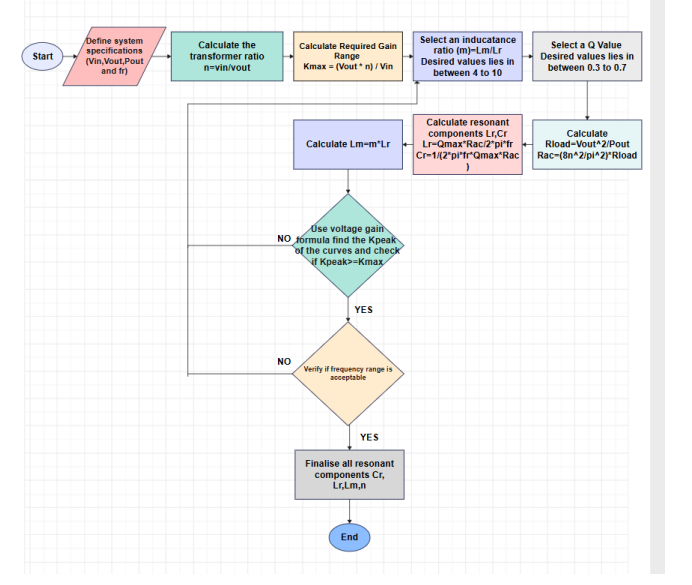 Start
Define system
specifications
(Vin,Vout,Pout
and fr)
Calculate the
transformer ratio
n=vin/vout
Calculate Required Gain
Range
Kmax = (Vout * n) / Vin
Select an inducatance
ratio (m)=Lm/Lr
Desired values lies in
between 4 to 10
Select a Q Value
Desired values lies in
between 0.3 to 0.7
Calculate
Rload=Vout^2/Pout
Rac=(8n^2/pi^2)*Rload
Calculate resonant
components Lr,Cr
Lr=Qmax*Rac/2*pi*fr
Cr=1/(2*pi*fr*Qmax*Rac
)
Calculate Lm=m*Lr
Use voltage gain
formula find the Kpeak
of the curves and check
if Kpeak>=Kmax
NO
YES
Verify if frequency range is
acceptable
NO
YES
Finalise all resonant
components Cr,
Lr,Lm,n
End